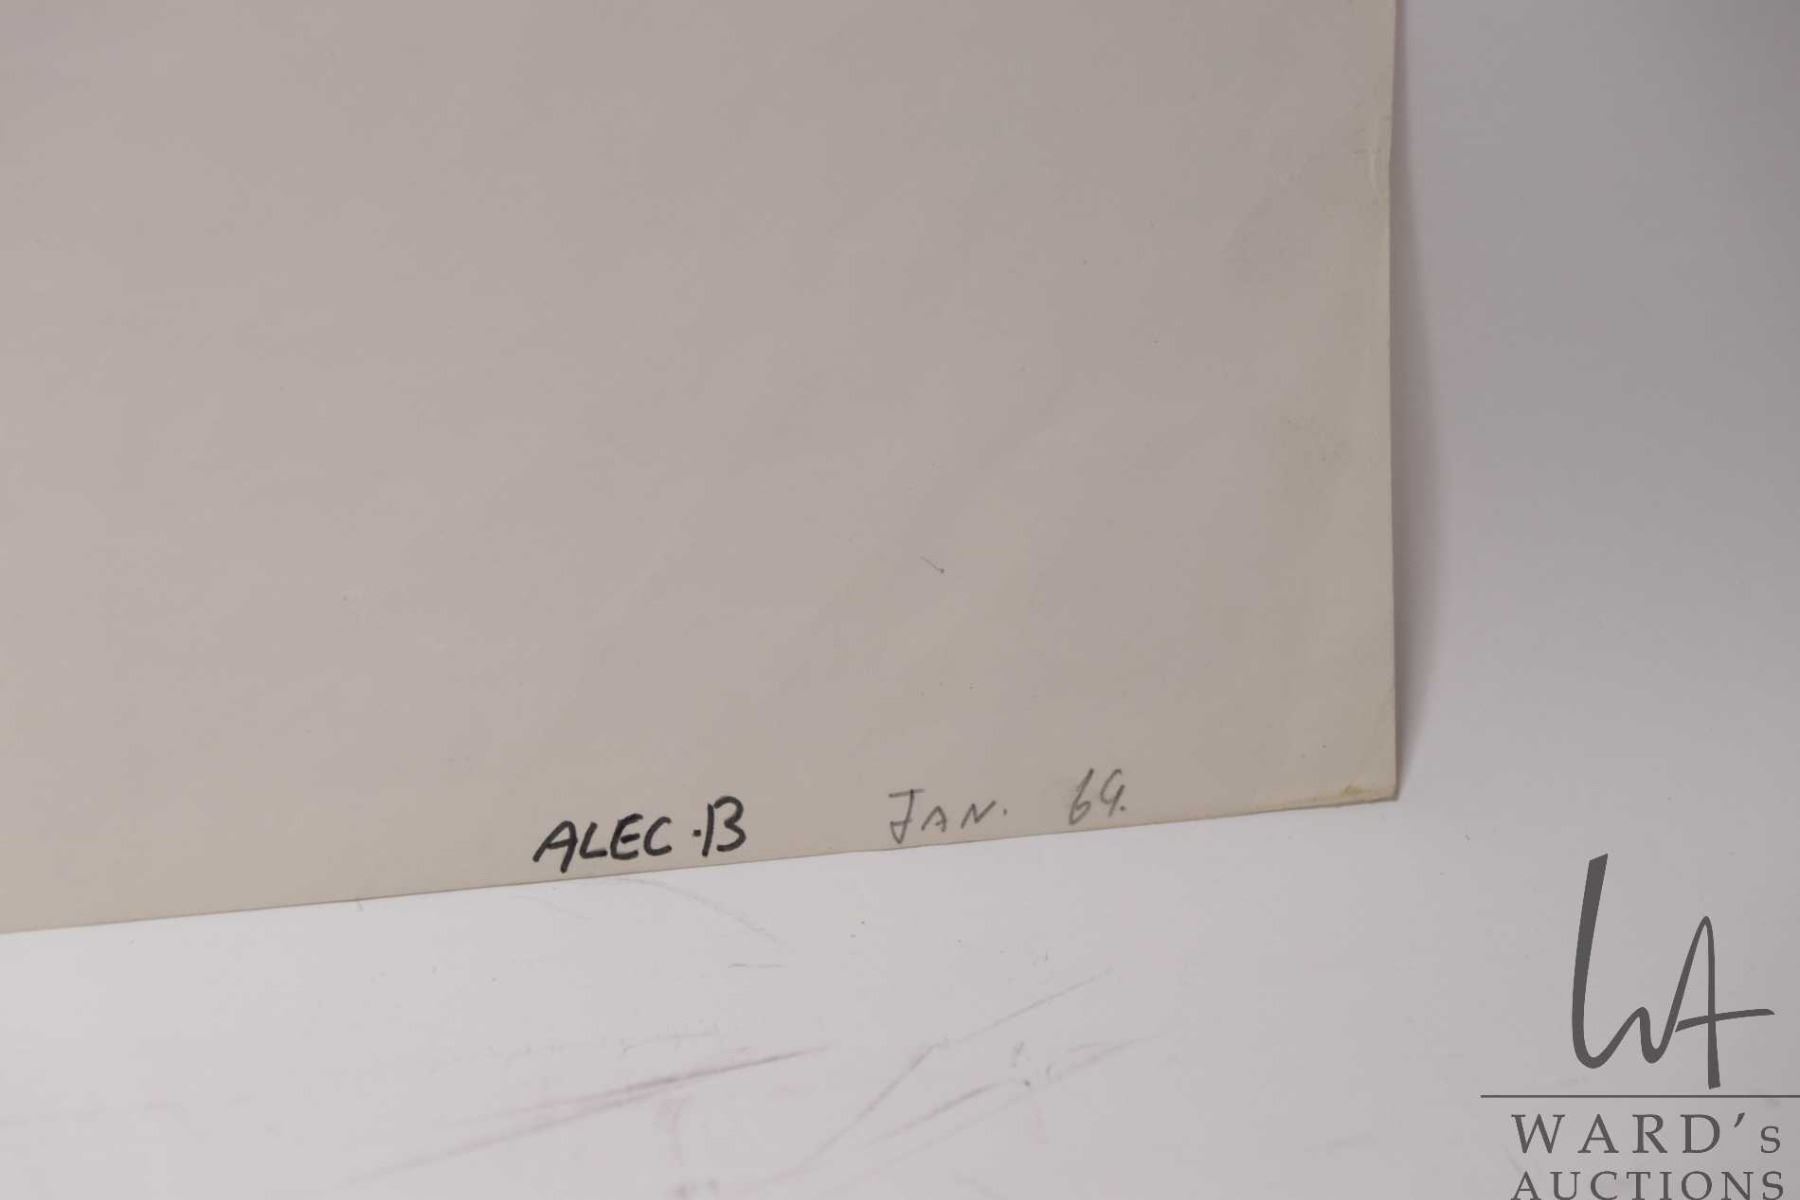 ALEC·B JAN. 69.
WARD's
AUCTIONS